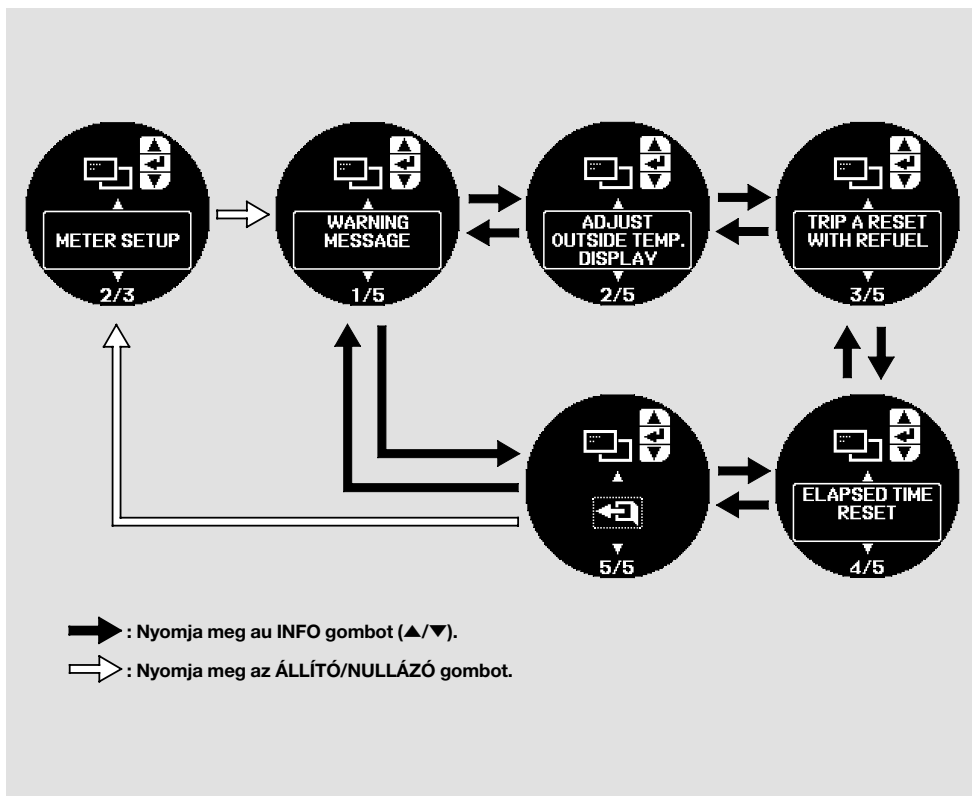 METER SETUP
2/3
WARNING
MESSAGE
1/5
ADJUST
OUTSIDE TEMP.
DISPLAY
2/5
TRIP A RESET
WITH REFUEL
3/5
5/5
ELAPSED TIME
RESET
4/5
: Nyomja meg au INFO gombot (▲/▼).
: Nyomja meg az ÁLLÍTÓ/NULLÁZÓ gombot.